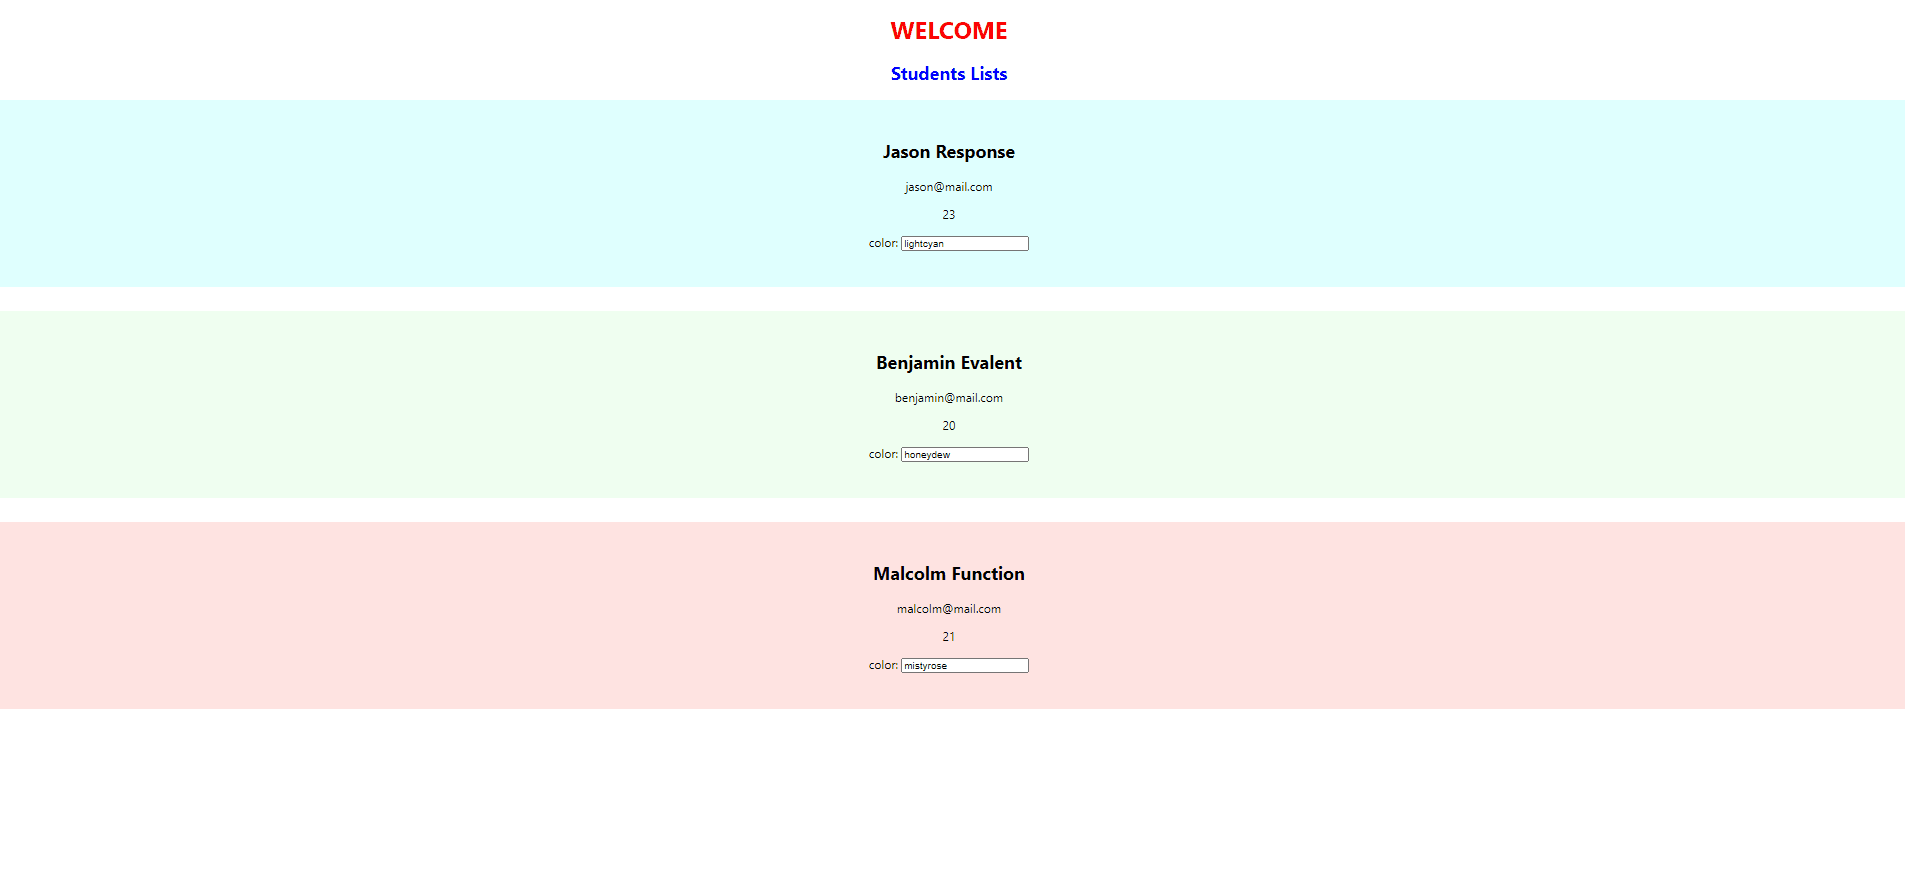 WELCOME
Students Lists
Jason Response
jason@mail.com
23
color: lightcyan
Benjamin Evalent
benjamin@mail.com
20
color: honeydew
Malcolm Function
malcolm@mail.com
21
color: mistyrose